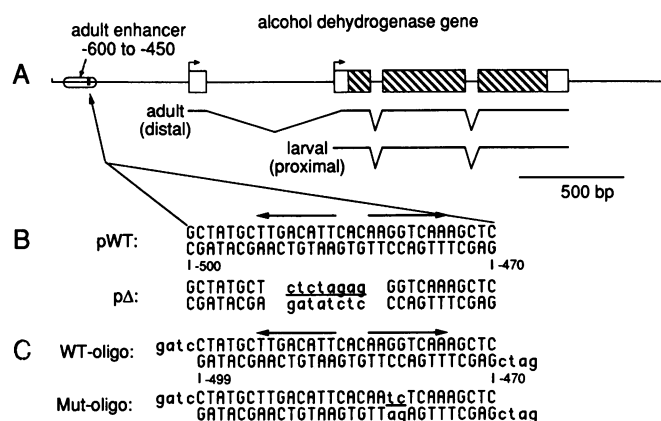 alcohol dehydrogenase gene
adult enhancer
-600 to -450
A
adult
(distal)
larval
(proximal)
500 bp
B
pWT:
GCTATGCTTGACATTCACAAGGTCAAAGCTC
CGATACGAACTGTAAGTGTTCCAGTTTCGAG
-500
-470
pΔ:
GCTATGCT ctctagag GGTCAAAGCTC
CGATACGA gatatctc CCAGTTTCGAG
C
WT-oligo:
gatcCTATGCTTGACATTCACAAGGTCAAAGCTC
GATACGAACTGTAAGTGTTCCAGTTTCGAGctag
-499
-470
Mut-oligo:
gatcCTATGCTTGACATTCACAAtcTCAAAGCTC
GATACGAACTGTAAGTGTTagAGTTTCGAGctag